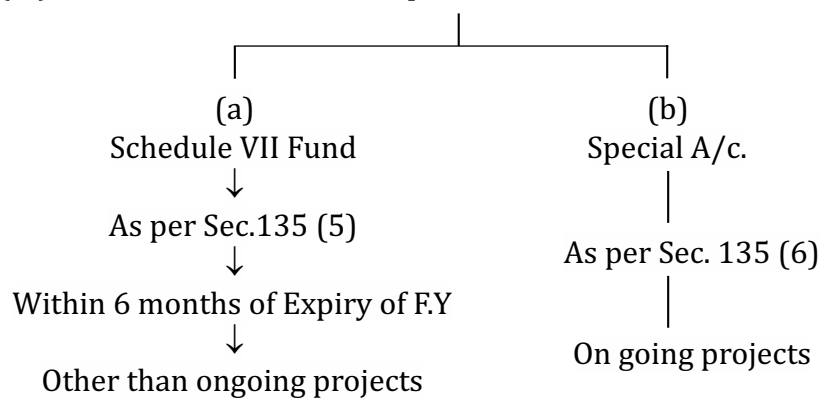 (a)
Schedule VII Fund
As per Sec.135 (5)
Within 6 months of Expiry of F.Y
Other than ongoing projects
(b)
Special A/c.
As per Sec. 135 (6)
On going projects